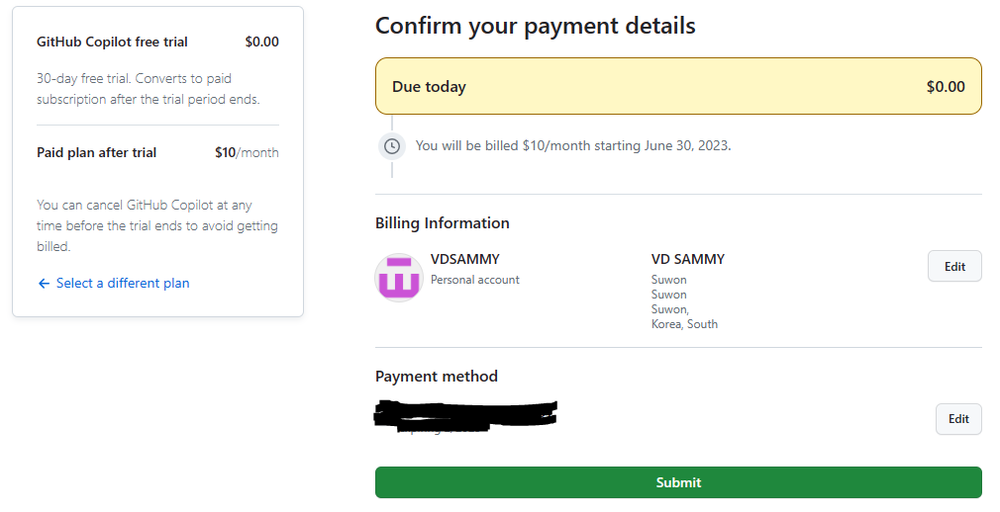 GitHub Copilot free trial $0.00
30-day free trial. Converts to paid
subscription after the trial period ends.
Paid plan after trial $10/month
You can cancel GitHub Copilot at any
time before the trial ends to avoid getting
billed.
← Select a different plan
Confirm your payment details
Due today $0.00
You will be billed $10/month starting June 30, 2023.
Billing Information
VDSAMMY
Personal account
VD SAMMY
Suwon
Suwon
Suwon,
Korea, South
Edit
Payment method
Edit
Submit